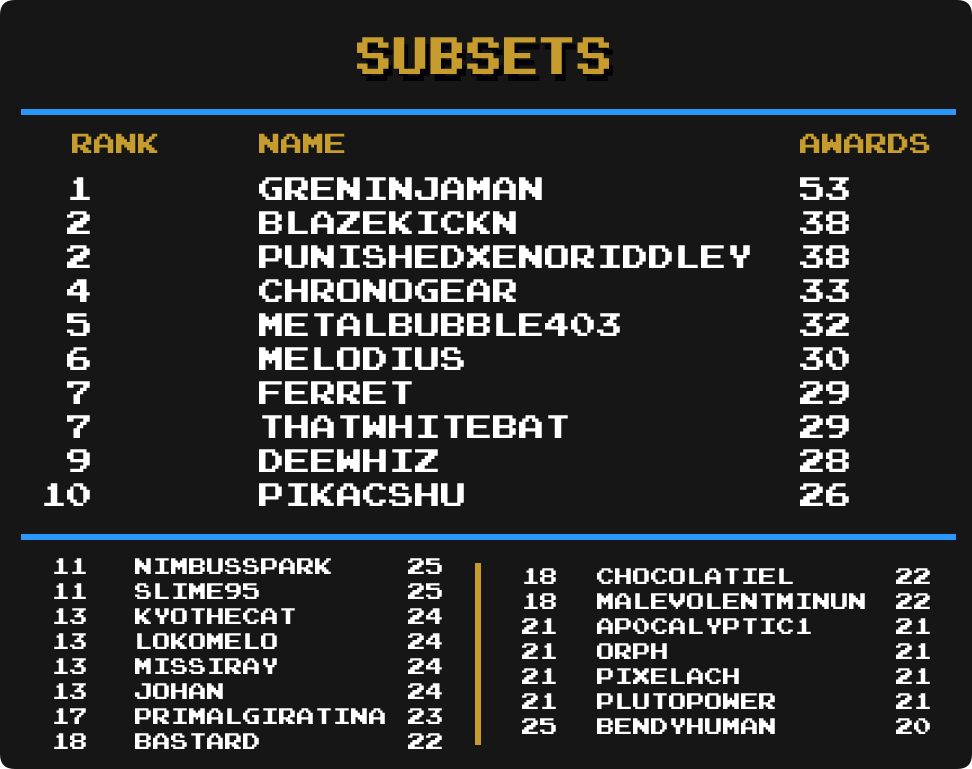 SUBSETS
RANK NAME AWARDS
1 GRENINJAMAN 53
2 BLAZEKICKN 38
2 PUNISHEDXENORIDDLEY 38
4 CHRONOGEAR 33
5 METALBUBBLE403 32
6 MELODIUS 30
7 FERRET 29
7 THATWHITEBAT 29
9 DEEWHIZ 28
10 PIKACSHU 26
11 NIMBUSSPARK 25
11 SLIME95 25
13 KYOTHECAT 24
13 LOKOMELO 24
13 MISSIRAY 24
13 JOHAN 24
17 PRIMALGIRATINA 23
18 BASTARD 22
18 CHOCOLATIEL 22
18 MALEVOLENTMINUN 22
21 APOCALYPTIC1 21
21 ORPH 21
21 PIXELACH 21
21 PLUTOPOWER 21
25 BENDYHUMAN 20